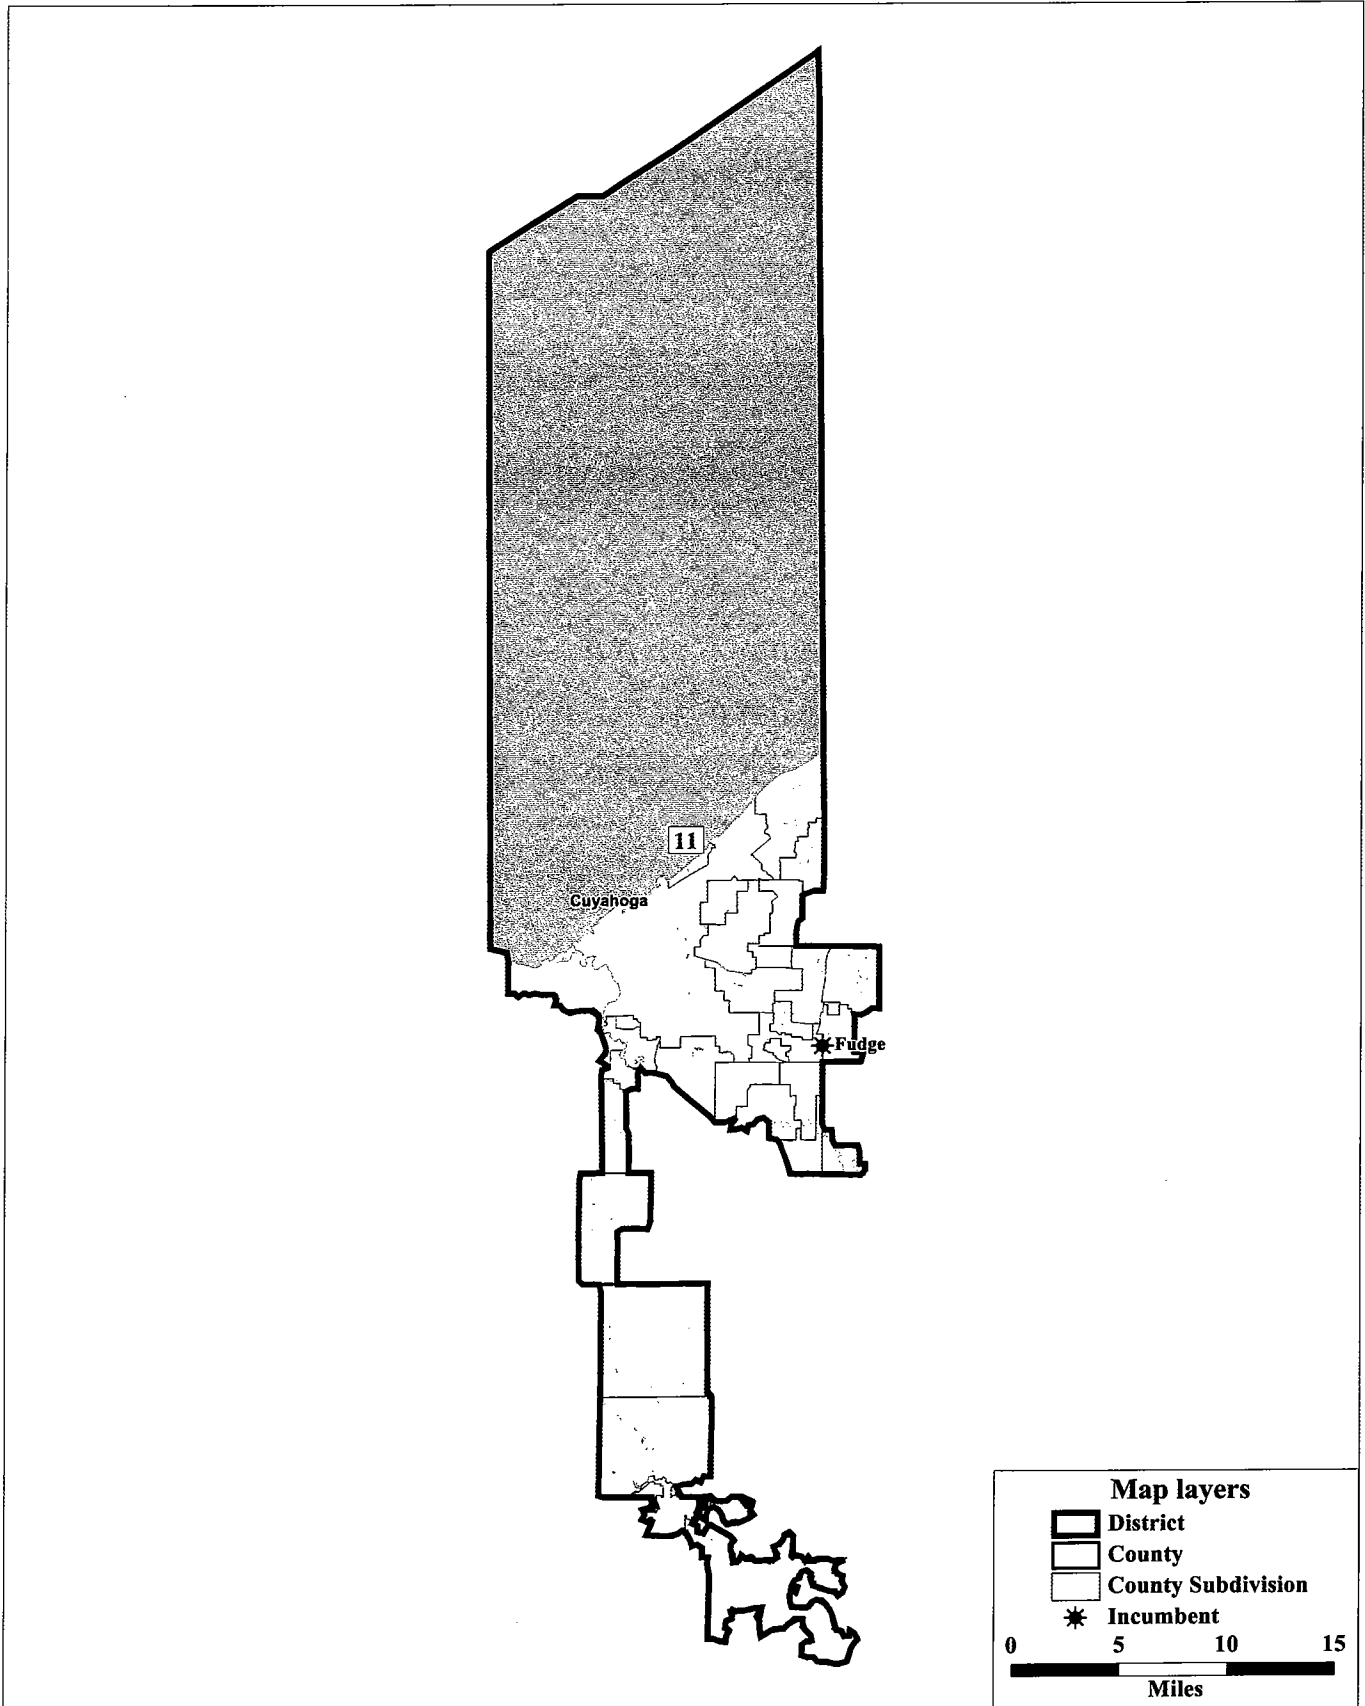 11
Cuyahoga
Fudge
Map layers
District
County
County Subdivision
Incumbent
0 5 10 15
Miles